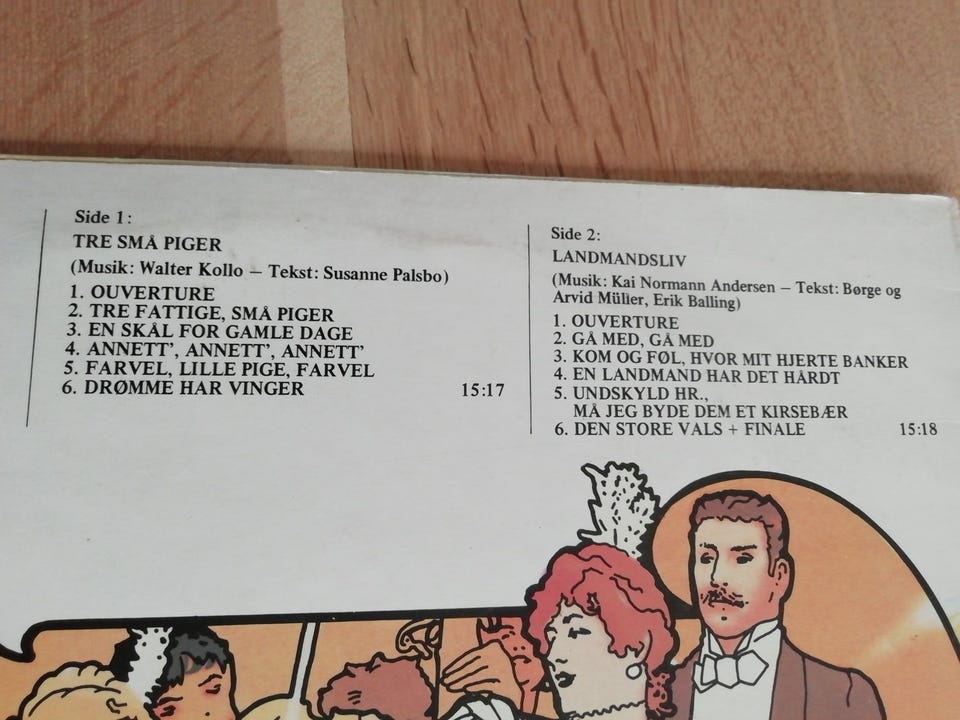 Side 1:
TRE SMÅ PIGER
(Musik: Walter Kollo – Tekst: Susanne Palsbo)
1. OUVERTURE
2. TRE FATTIGE, SMÅ PIGER
3. EN SKÅL FOR GAMLE DAGE
4. ANNETT', ANNETT', ANNETT'
5. FARVEL, LILLE PIGE, FARVEL
6. DRØMME HAR VINGER 15:17
Side 2:
LANDMANDSLIV
(Musik: Kai Normann Andersen – Tekst: Børge og
Arvid Müller, Erik Balling)
1. OUVERTURE
2. GÅ MED, GÅ MED
3. KOM OG FØL, HVOR MIT HJERTE BANKER
4. EN LANDMAND HAR DET HÅRDT
5. UNDSKYLD HR.,
MÅ JEG BYDE DEM ET KIRSEBÆR
6. DEN STORE VALS + FINALE 15:18